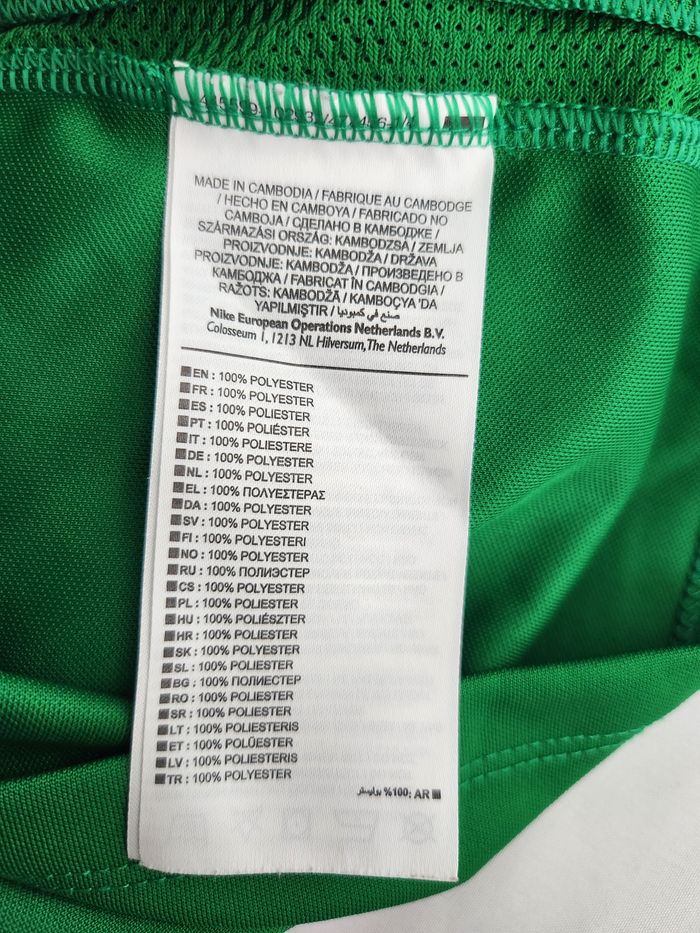 MADE IN CAMBODIA / FABRIQUE AU CAMBODGE
/ HECHO EN CAMBOYA / FABRICADO NO
CAMBOJA / СДЕЛАНО В КАМБОДЖЕ /
SZÁRMAZÁSI ORSZÁG: KAMBODZSA / ZEMLJA
PROIZVODNJE: KAMBODŽA / DRŽAVA
PROIZVODNJE: KAMBODŽA / ПРОИЗВЕДЕНО В
КАМБОДЖА / FABRICAT ÎN CAMBODGIA /
RAŽOTS: KAMBODŽĀ / KAMBOÇYA 'DA
YAPILMIŞTIR / صنع في كمبوديا
Nike European Operations Netherlands B.V.
Colosseum 1, 1213 NL Hilversum, The Netherlands
EN : 100% POLYESTER
FR : 100% POLYESTER
ES : 100% POLIESTER
PT : 100% POLIÉSTER
IT : 100% POLIESTERE
DE : 100% POLYESTER
NL : 100% POLYESTER
EL : 100% ΠΟΛΥΕΣΤΕΡΑΣ
DA : 100% POLYESTER
SV : 100% POLYESTER
FI : 100% POLYESTERI
NO : 100% POLYESTER
RU : 100% ПОЛИЭСТЕР
CS : 100% POLYESTER
PL : 100% POLIESTER
HU : 100% POLIÉSZTER
HR : 100% POLIESTER
SK : 100% POLYESTER
SL : 100% POLIESTER
BG : 100% ПОЛИЕСТЕР
RO : 100% POLIESTER
SR : 100% POLIESTER
LT : 100% POLIESTERIS
ET : 100% POLÜESTER
LV : 100% POLIESTERIS
TR : 100% POLYESTER
AR :100% بوليستر